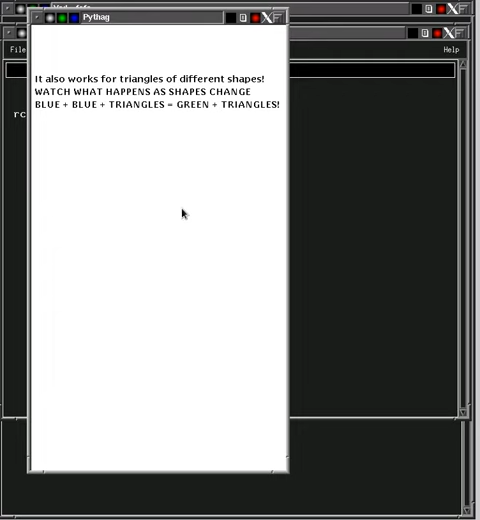 Pythag
File
Help
It also works for triangles of different shapes!
WATCH WHAT HAPPENS AS SHAPES CHANGE
BLUE + BLUE + TRIANGLES = GREEN + TRIANGLES!
rc